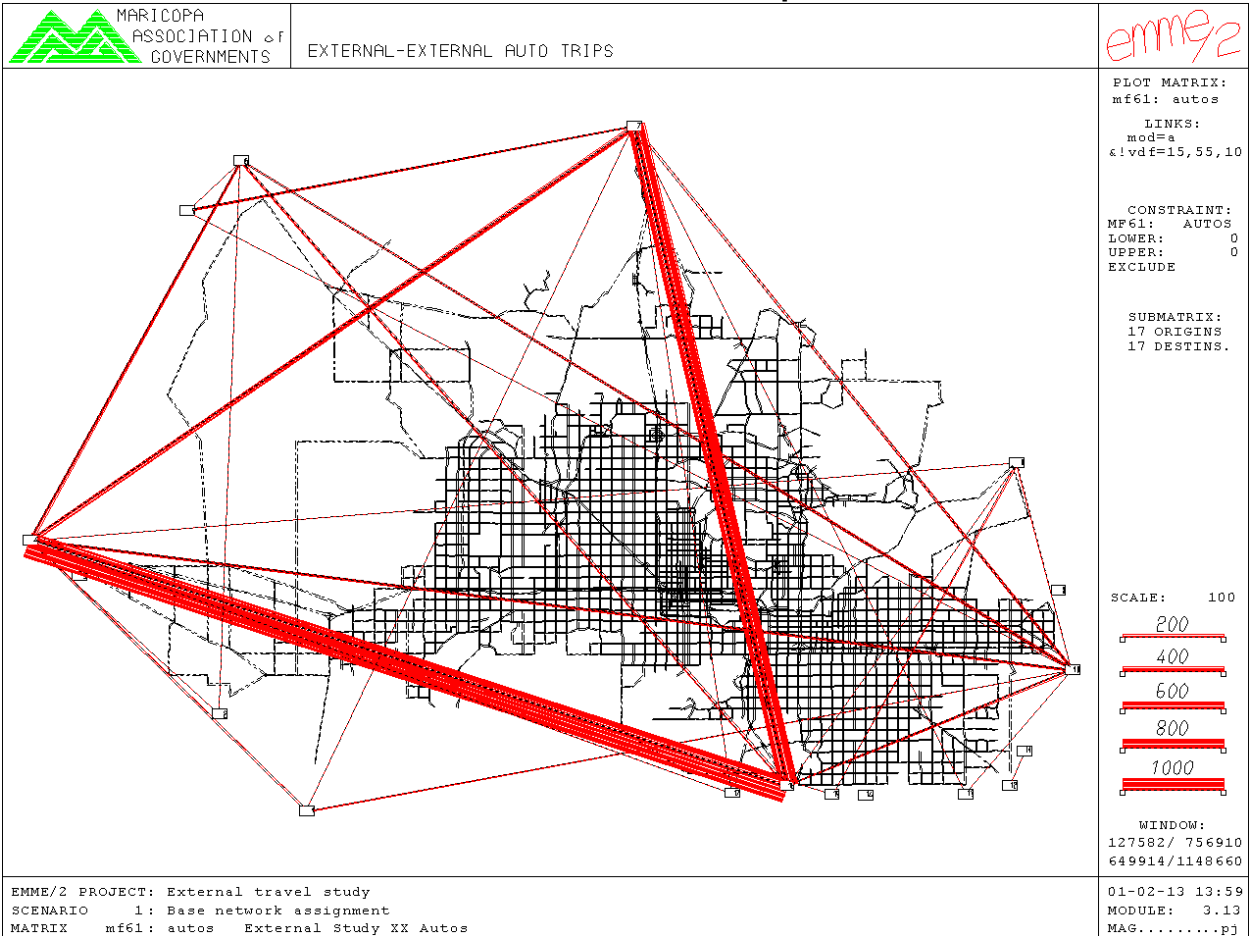 MARICOPA
ASSOCIATION of
GOVERNMENTS
EXTERNAL-EXTERNAL AUTO TRIPS
emme/2
PLOT MATRIX:
mf61: autos
LINKS:
mod=a
&!vdf=15,55,10
CONSTRAINT:
MF61: AUTOS
LOWER: 0
UPPER: 0
EXCLUDE
SUBMATRIX:
17 ORIGINS
17 DESTINS.
SCALE: 100
200
400
600
800
1000
WINDOW:
127582/ 756910
649914/1148660
EMME/2 PROJECT: External travel study
SCENARIO 1: Base network assignment
MATRIX mf61: autos External Study XX Autos
01-02-13 13:59
MODULE: 3.13
MAG.........pj